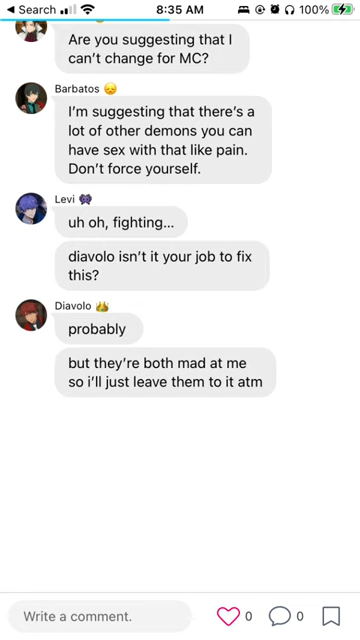 Search
8:35 AM
100%
Are you suggesting that I
can't change for MC?
Barbatos 😞
I'm suggesting that there's a
lot of other demons you can
have sex with that like pain.
Don't force yourself.
Levi
uh oh, fighting...
diavolo isn't it your job to fix
this?
Diavolo 👑
probably
but they're both mad at me
so i'll just leave them to it atm
Write a comment.
0
0